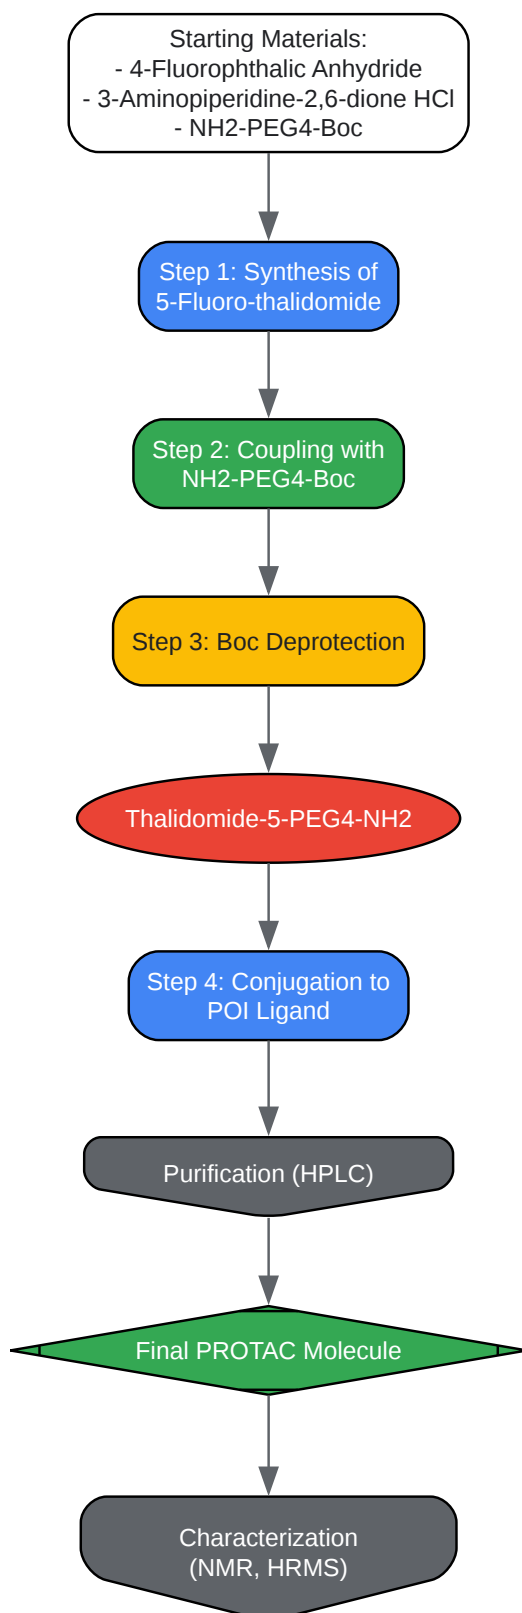 Starting Materials:
- 4-Fluorophthalic Anhydride
- 3-Aminopiperidine-2,6-dione HCl
- NH2-PEG4-Boc
Step 1: Synthesis of
5-Fluoro-thalidomide
Step 2: Coupling with
NH2-PEG4-Boc
Step 3: Boc Deprotection
Thalidomide-5-PEG4-NH2
Step 4: Conjugation to
POI Ligand
Purification (HPLC)
Final PROTAC Molecule
Characterization
(NMR, HRMS)